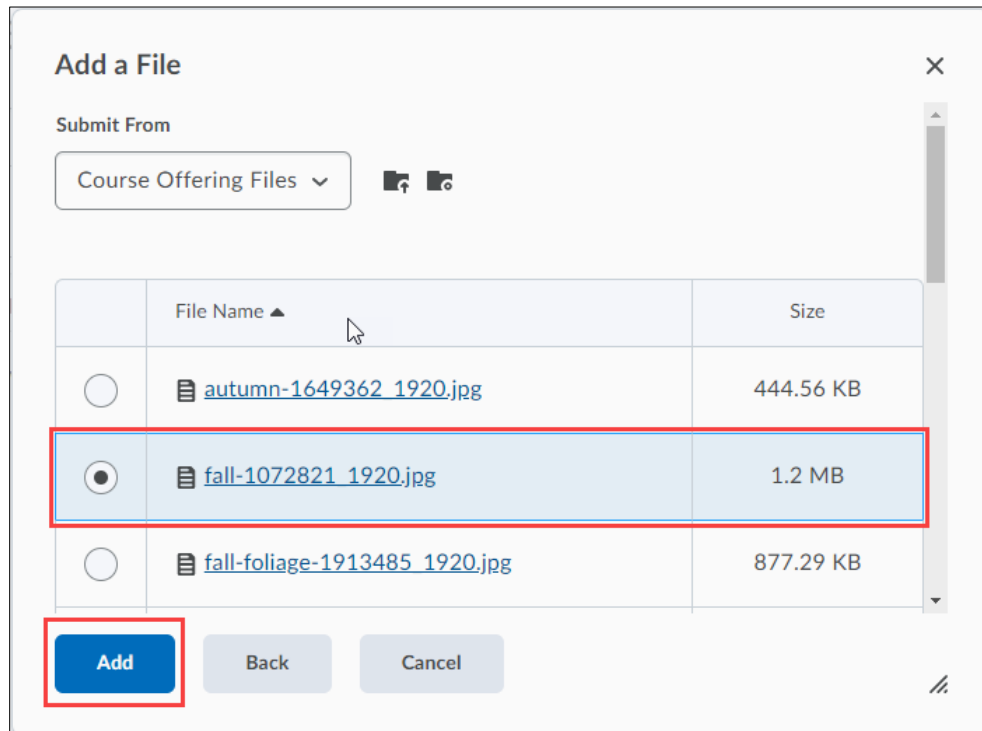 Add a File
Submit From
Course Offering Files
File Name Size
autumn-1649362_1920.jpg 444.56 KB
fall-1072821_1920.jpg 1.2 MB
fall-foliage-1913485_1920.jpg 877.29 KB
Add Back Cancel